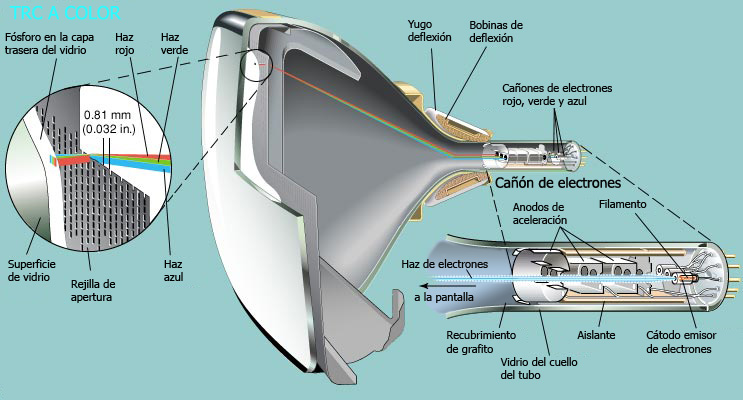 TRC A COLOR
Fósforo en la capa
trasera del vidrio
Haz
rojo
Haz
verde
0.81 mm
(0.032 in.)
Superficie
de vidrio
Rejilla de
apertura
Haz
azul
Yugo
deflexión
Bobinas de
deflexión
Cañones de electrones
rojo, verde y azul
Cañón de electrones
Anodos de
aceleración
Filamento
Haz de electrones
a la pantalla
Recubrimiento
de grafito
Vidrio del cuello
del tubo
Aislante
Cátodo emisor
de electrones